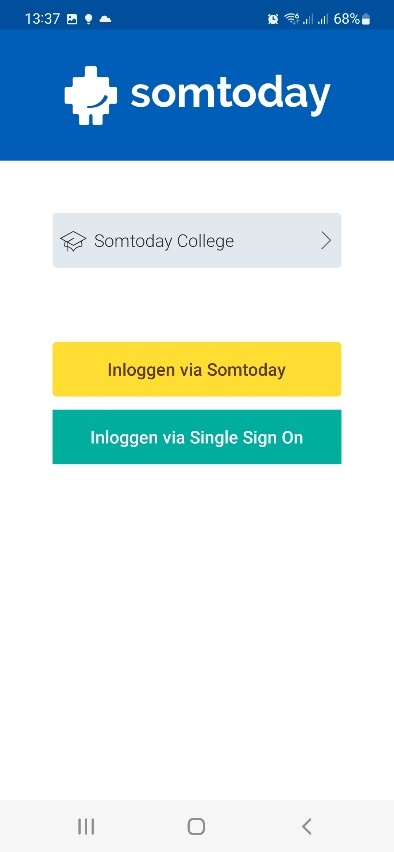 13:37 68%
somtoday
Somtoday College
Inloggen via Somtoday
Inloggen via Single Sign On